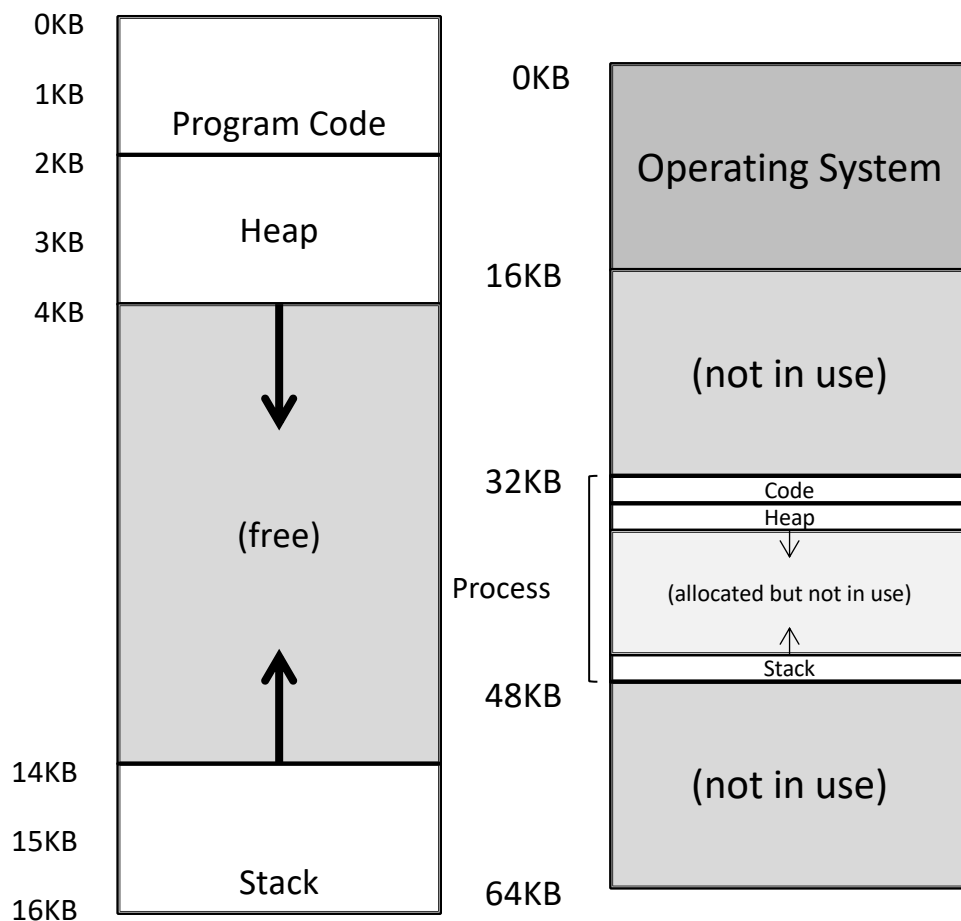 0KB
1KB
Program Code
2KB
Heap
3KB
4KB
(free)
14KB
15KB
Stack
16KB
0KB
Operating System
16KB
(not in use)
32KB
Code
Heap
Process
(allocated but not in use)
Stack
48KB
(not in use)
64KB